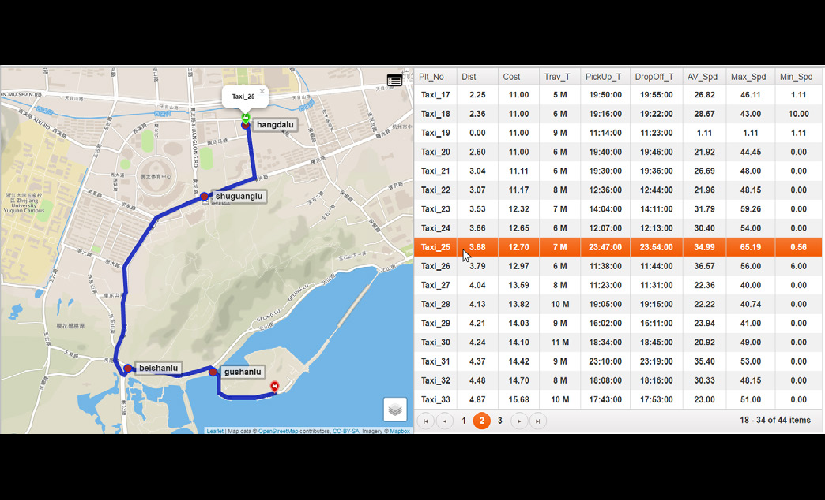 Taxi_25
hangdalu
shuguanglu
beishanlu
gushanlu
Leaflet | Map data © OpenStreetMap contributors, CC-BY-SA, Imagery © Mapbox
Plt_No Dist Cost Trav_T PickUp_T DropOff_T AV_Spd Max_Spd Min_Spd
Taxi_17 2.25 11.00 5 M 19:50:00 19:55:00 26.82 46.11 1.11
Taxi_18 2.36 11.00 6 M 19:16:00 19:22:00 28.67 43.00 10.00
Taxi_19 0.00 11.00 9 M 11:14:00 11:23:00 1.11 1.11 1.11
Taxi_20 2.60 11.00 6 M 19:40:00 19:46:00 21.92 44.45 0.00
Taxi_21 3.04 11.11 6 M 19:30:00 19:36:00 26.69 48.00 0.00
Taxi_22 3.07 11.17 8 M 12:36:00 12:44:00 21.96 48.15 0.00
Taxi_23 3.53 12.32 7 M 14:04:00 14:11:00 31.79 59.26 0.00
Taxi_24 3.66 12.65 6 M 12:07:00 12:13:00 30.40 54.00 0.00
Taxi_25 3.68 12.70 7 M 23:47:00 23:54:00 34.99 65.19 0.56
Taxi_26 3.79 12.97 6 M 11:38:00 11:44:00 36.57 56.00 6.00
Taxi_27 4.04 13.59 8 M 11:23:00 11:31:00 22.36 40.00 0.00
Taxi_28 4.13 13.82 10 M 19:05:00 19:15:00 22.22 40.74 0.00
Taxi_29 4.21 14.03 9 M 16:02:00 16:11:00 23.94 41.00 0.00
Taxi_30 4.24 14.10 11 M 18:34:00 18:45:00 20.92 49.00 0.00
Taxi_31 4.37 14.42 9 M 23:10:00 23:19:00 35.40 53.00 0.00
Taxi_32 4.48 14.70 8 M 18:08:00 18:16:00 30.33 48.15 0.00
Taxi_33 4.87 15.68 10 M 17:43:00 17:53:00 23.00 51.00 0.00
1 2 3 18 - 34 of 44 items